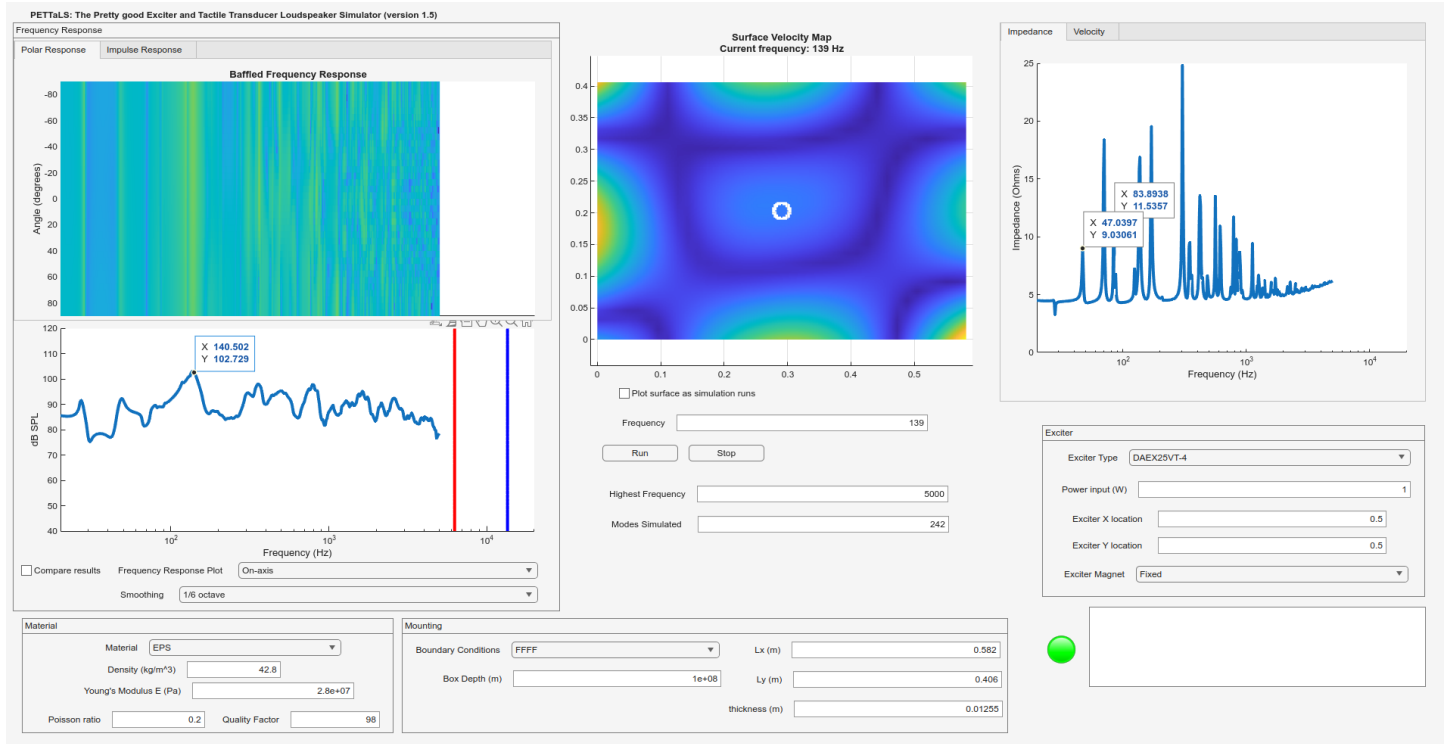 PETTaLS: The Pretty good Exciter and Tactile Transducer Loudspeaker Simulator (version 1.5)
Frequency Response
Polar Response
Impulse Response
Baffled Frequency Response
-80
-60
-40
-20
0
20
40
60
80
Angle (degrees)
120
110
100
90
80
70
60
50
40
dB SPL
X 140.502
Y 102.729
10^2
10^3
10^4
Frequency (Hz)
Compare results
Frequency Response Plot
On-axis
Smoothing
1/6 octave
Surface Velocity Map
Current frequency: 139 Hz
0.4
0.35
0.3
0.25
0.2
0.15
0.1
0.05
0
0
0.1
0.2
0.3
0.4
0.5
Plot surface as simulation runs
Frequency
139
Run
Stop
Highest Frequency
5000
Modes Simulated
242
Impedance
Velocity
25
20
15
10
5
0
Impedance (Ohms)
X 83.8938
Y 11.5357
X 47.0397
Y 9.03061
10^2
10^3
10^4
Frequency (Hz)
Exciter
Exciter Type
DAEX25VT-4
Power input (W)
1
Exciter X location
0.5
Exciter Y location
0.5
Exciter Magnet
Fixed
Material
Material
EPS
Density (kg/m^3)
42.8
Young's Modulus E (Pa)
2.8e+07
Poisson ratio
0.2
Quality Factor
98
Mounting
Boundary Conditions
FFFF
Box Depth (m)
1e+08
Lx (m)
0.582
Ly (m)
0.406
thickness (m)
0.01255